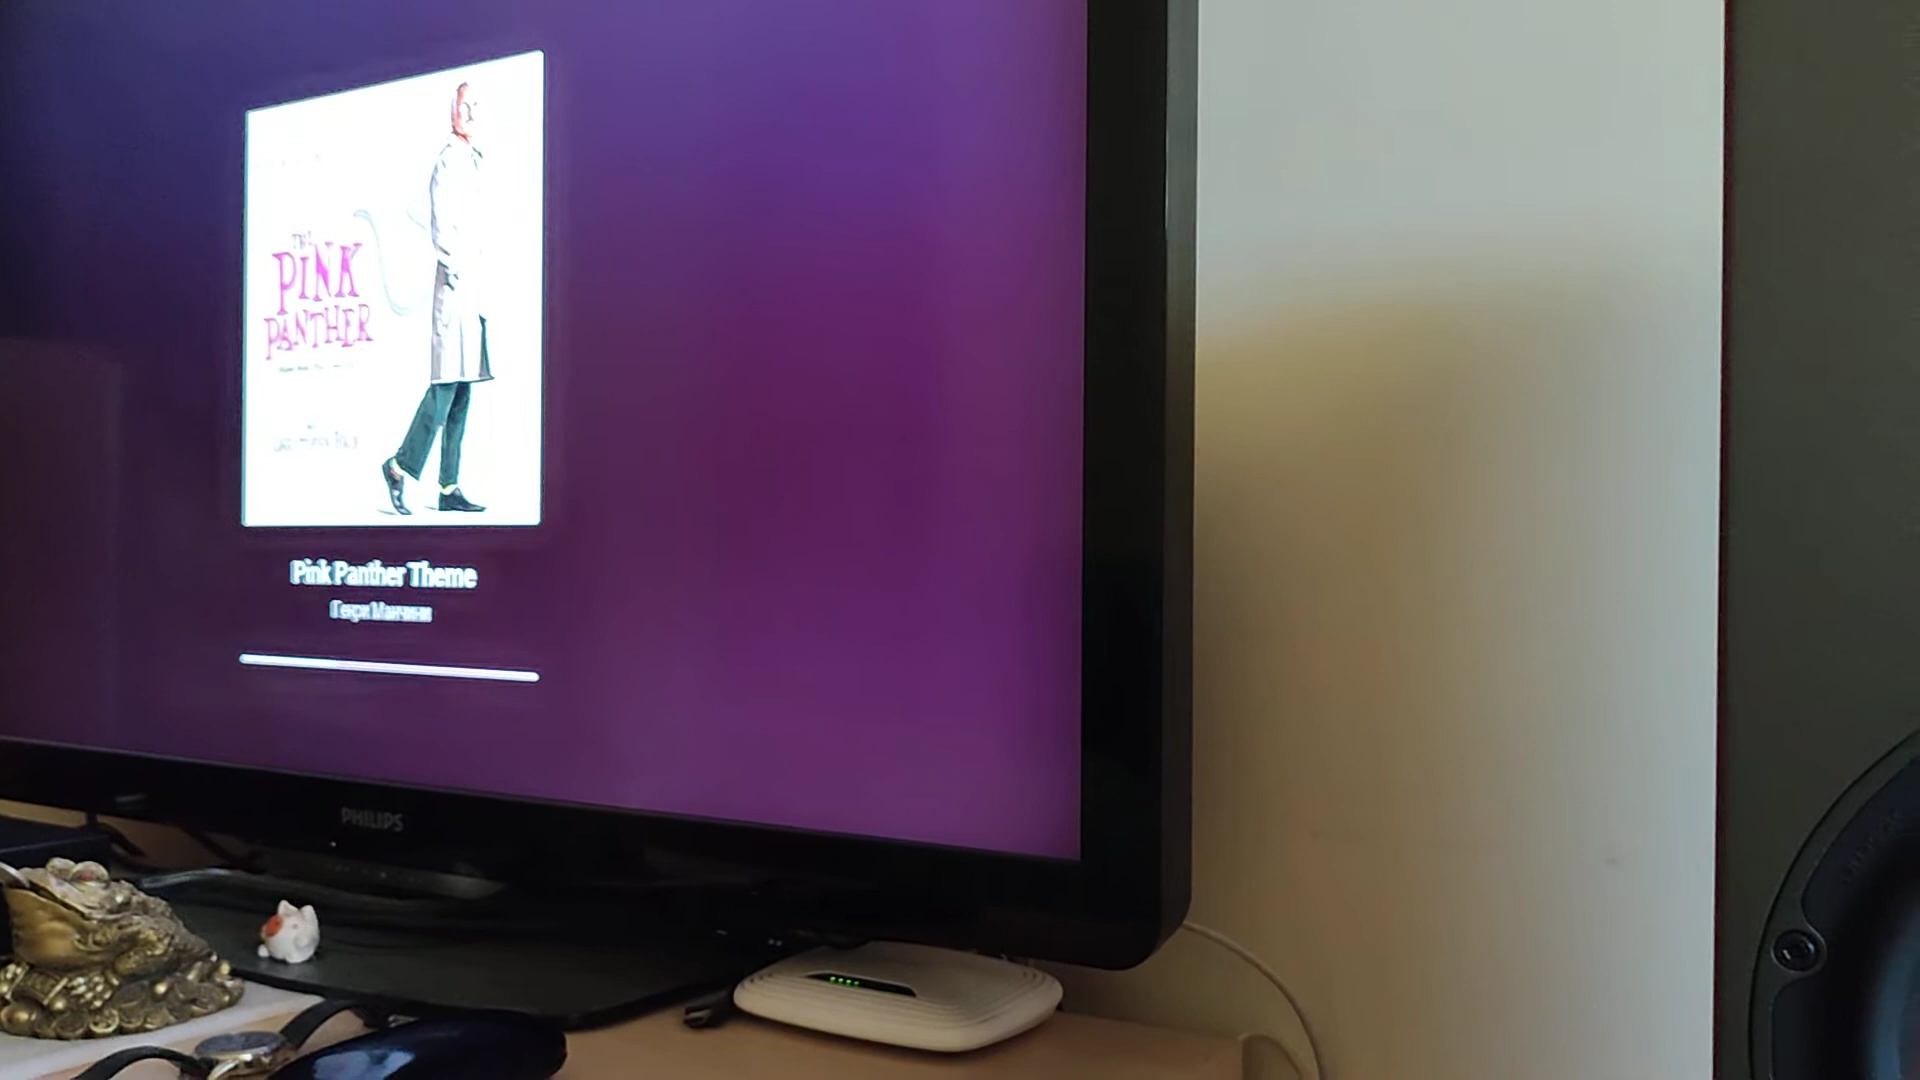 THE
PINK
PANTHER
Pink Panther Theme
Генри Манчини
PHILIPS